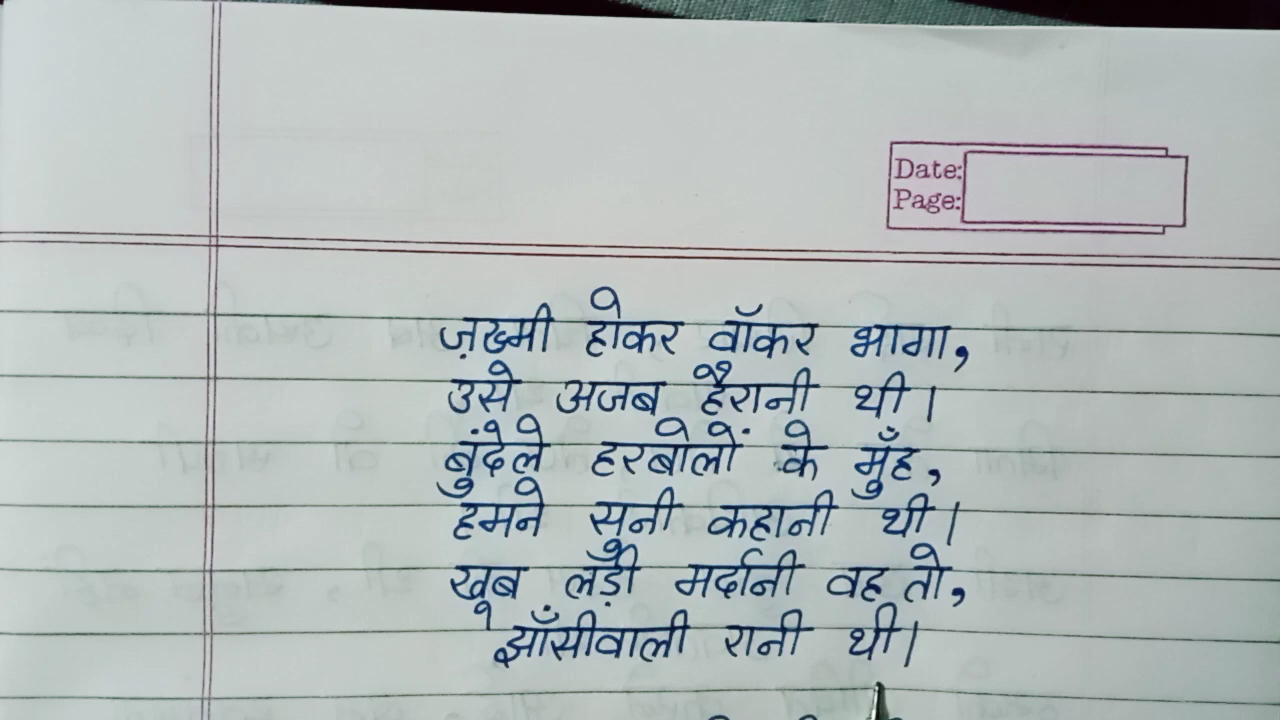 Date:
Page:
ज़ख्मी होकर वॉकर भागा,
उसे अजब हैरानी थी।
बुंदेले हरबोलों के मुँह,
हमने सुनी कहानी थी।
खूब लड़ी मर्दानी वह तो,
झाँसीवाली रानी थी।